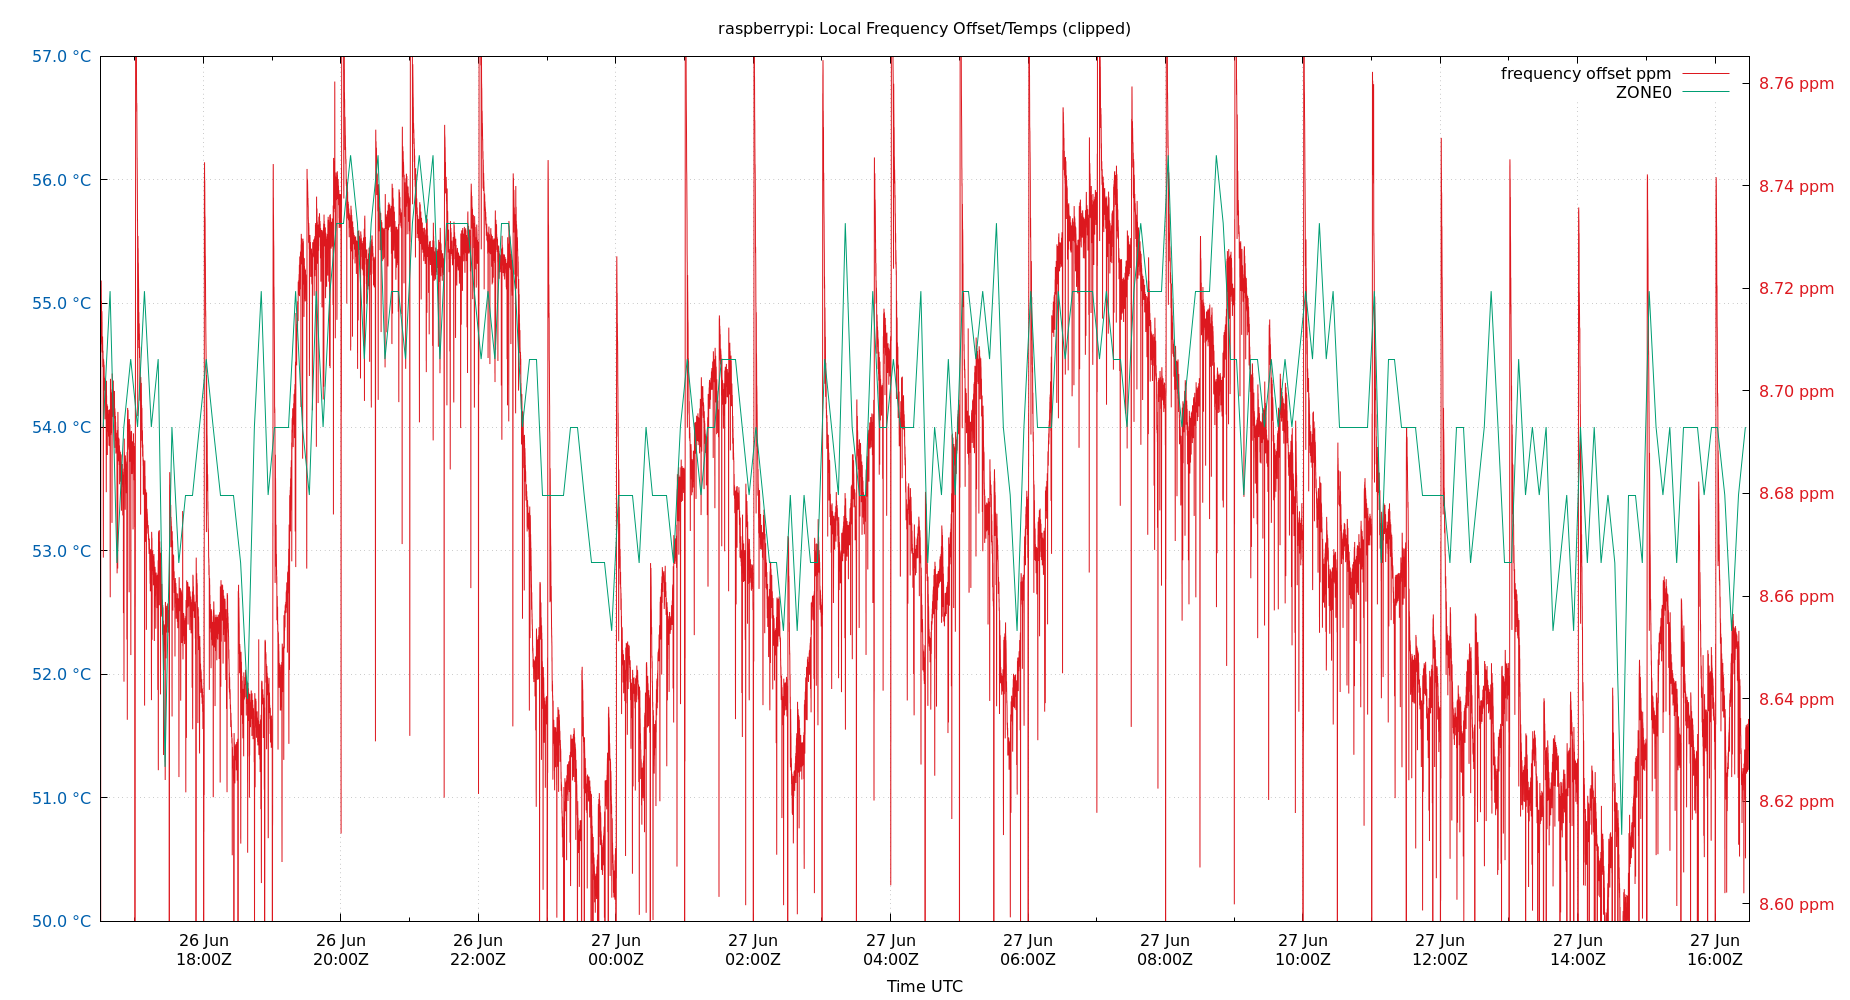 raspberrypi: Local Frequency Offset/Temps (clipped)
57.0 °C
56.0 °C
55.0 °C
54.0 °C
53.0 °C
52.0 °C
51.0 °C
50.0 °C
frequency offset ppm
ZONE0
8.76 ppm
8.74 ppm
8.72 ppm
8.70 ppm
8.68 ppm
8.66 ppm
8.64 ppm
8.62 ppm
8.60 ppm
26 Jun
18:00Z
26 Jun
20:00Z
26 Jun
22:00Z
27 Jun
00:00Z
27 Jun
02:00Z
27 Jun
04:00Z
27 Jun
06:00Z
27 Jun
08:00Z
27 Jun
10:00Z
27 Jun
12:00Z
27 Jun
14:00Z
27 Jun
16:00Z
Time UTC